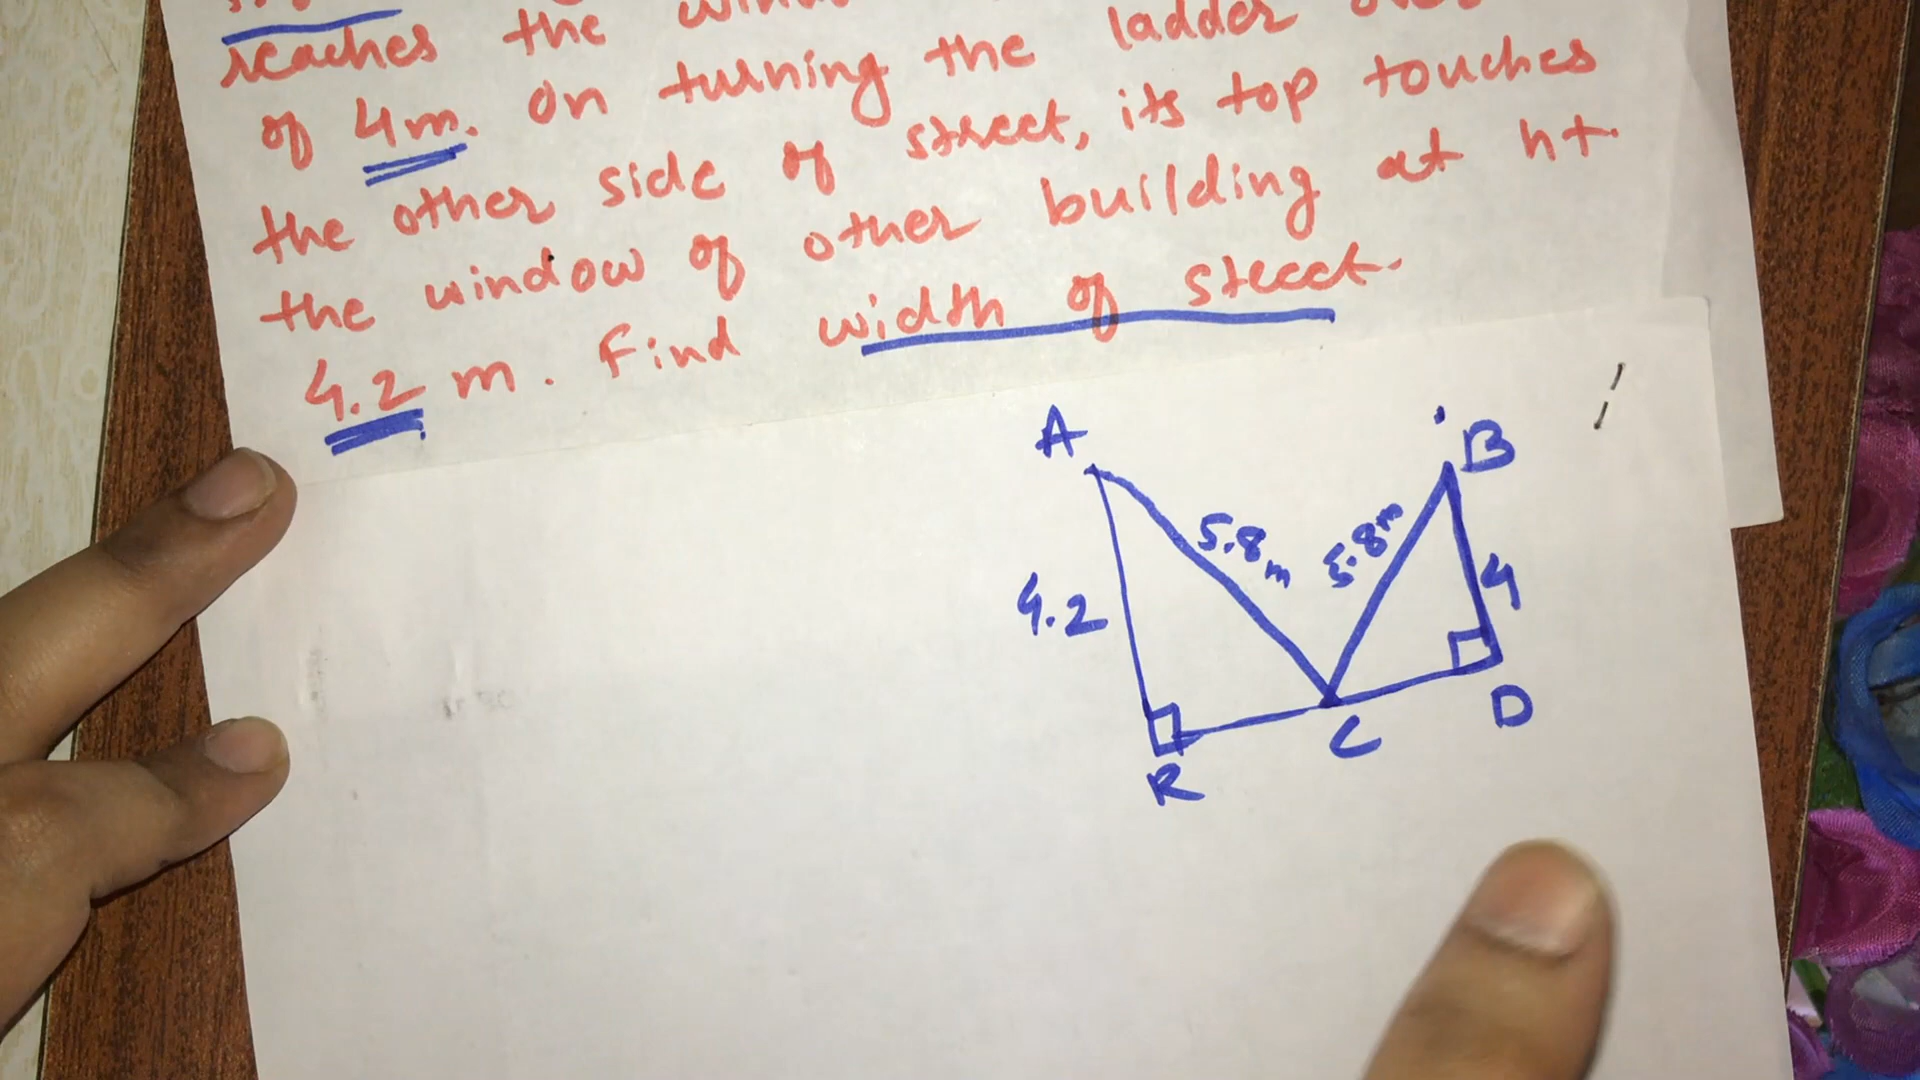 reaches the
of 4m. On turning the ladder
the other side of street, its top touches
the window of other building at ht.
4.2 m. Find width of street.
A
B
5.8m
5.8m
4.2
4
R
C
D